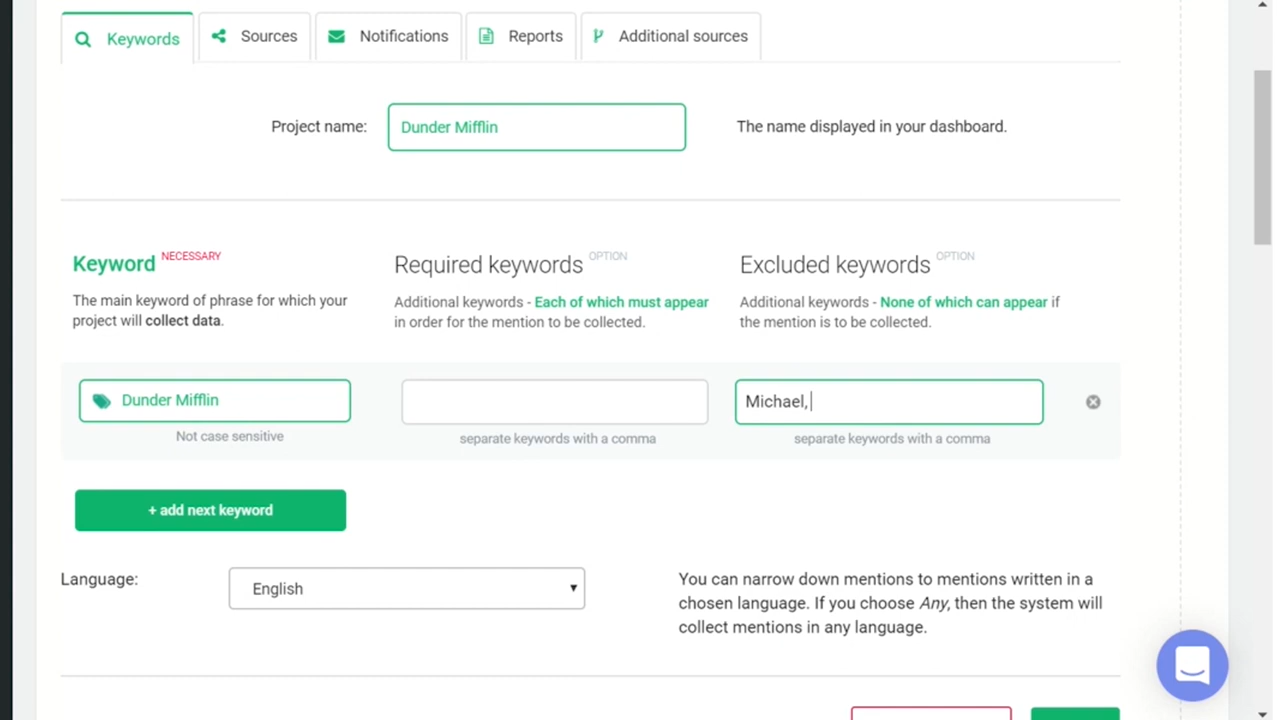 Keywords Sources Notifications Reports Additional sources
Project name: Dunder Mifflin The name displayed in your dashboard.
Keyword NECESSARY Required keywords OPTION Excluded keywords OPTION
The main keyword of phrase for which your
project will collect data.
Additional keywords - Each of which must appear
in order for the mention to be collected.
Additional keywords - None of which can appear if
the mention is to be collected.
Dunder Mifflin Michael,
Not case sensitive separate keywords with a comma separate keywords with a comma
+ add next keyword
Language: English
You can narrow down mentions to mentions written in a
chosen language. If you choose Any, then the system will
collect mentions in any language.